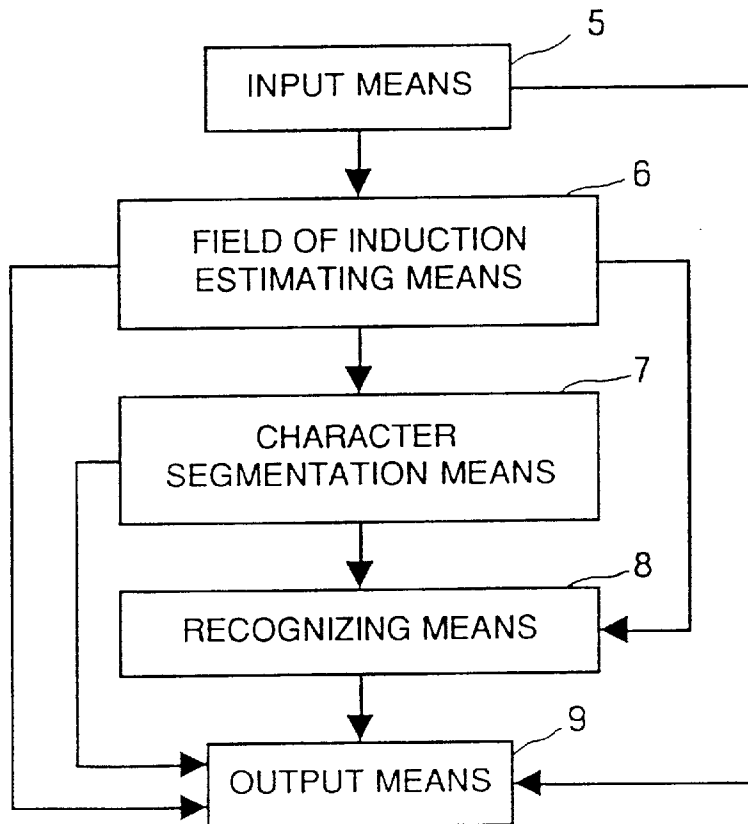 5
INPUT MEANS
6
FIELD OF INDUCTION
ESTIMATING MEANS
7
CHARACTER
SEGMENTATION MEANS
8
RECOGNIZING MEANS
9
OUTPUT MEANS